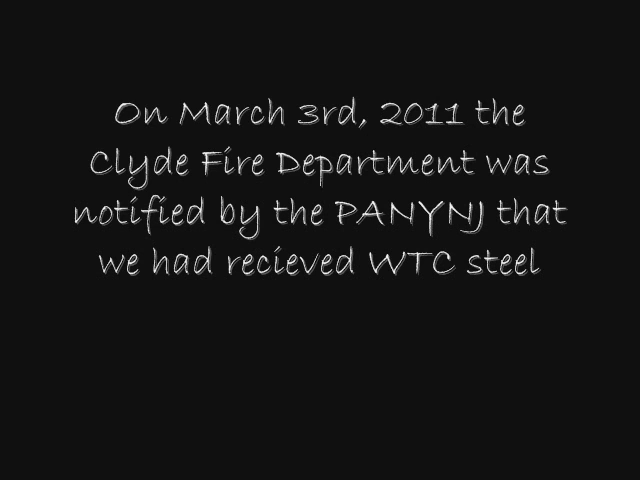 On March 3rd, 2011 the
Clyde Fire Department was
notified by the PANYNJ that
we had recieved WTC steel